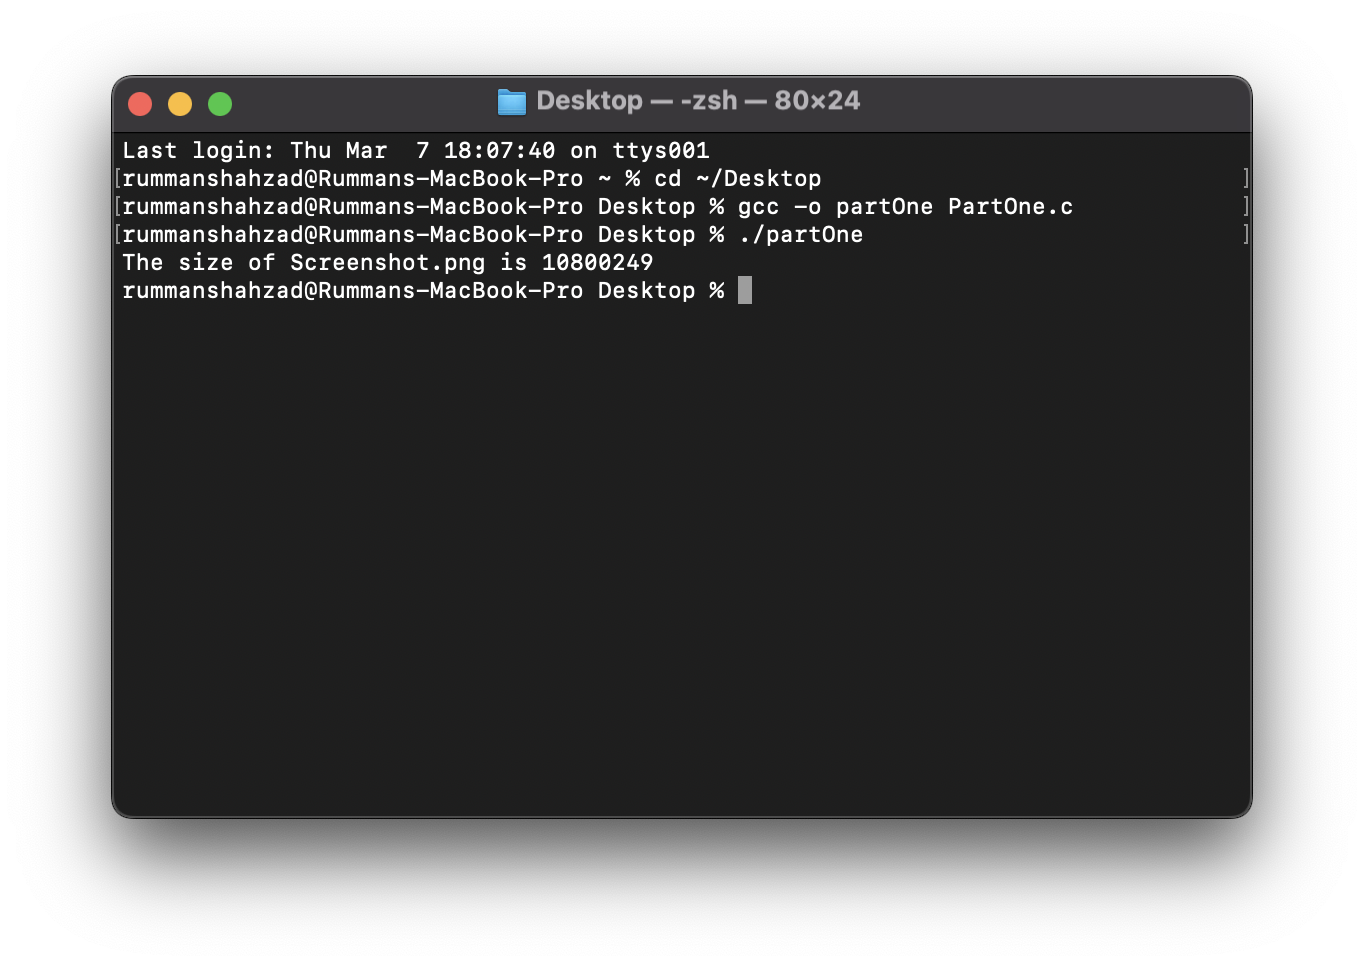 Desktop — -zsh — 80×24
Last login: Thu Mar  7 18:07:40 on ttys001
[rummanshahzad@Rummans-MacBook-Pro ~ % cd ~/Desktop ]
[rummanshahzad@Rummans-MacBook-Pro Desktop % gcc -o partOne PartOne.c ]
[rummanshahzad@Rummans-MacBook-Pro Desktop % ./partOne ]
The size of Screenshot.png is 10800249
rummanshahzad@Rummans-MacBook-Pro Desktop %